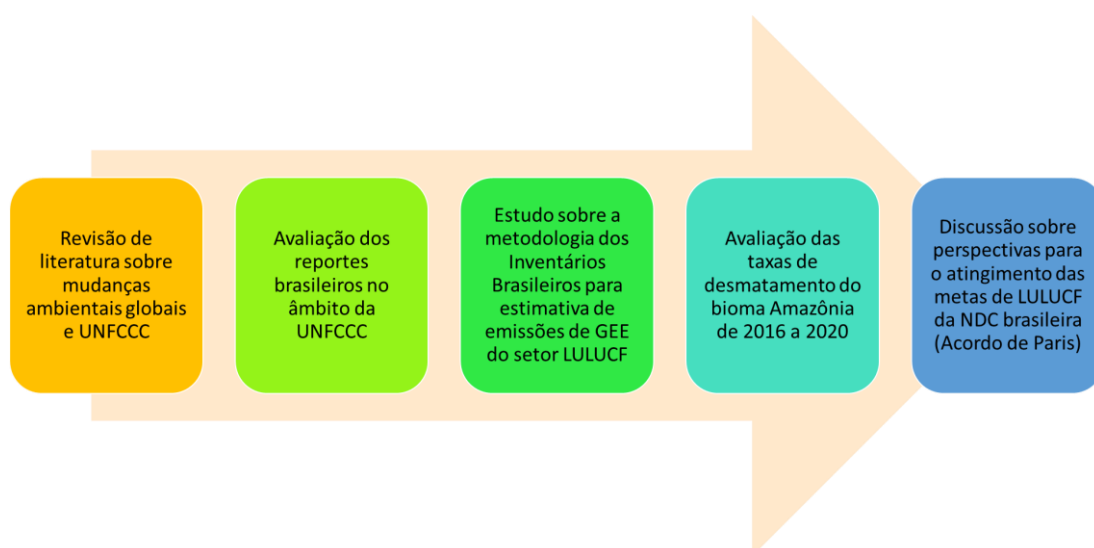 Revisão de
literatura sobre
mudanças
ambientais globais
e UNFCCC
Avaliação dos
reportes
brasileiros no
âmbito da
UNFCCC
Estudo sobre a
metodologia dos
Inventários
Brasileiros para
estimativa de
emissões de GEE
do setor LULUCF
Avaliação das
taxas de
desmatamento do
bioma Amazônia
de 2016 a 2020
Discussão sobre
perspectivas para
o atingimento das
metas de LULUCF
da NDC brasileira
(Acordo de Paris)